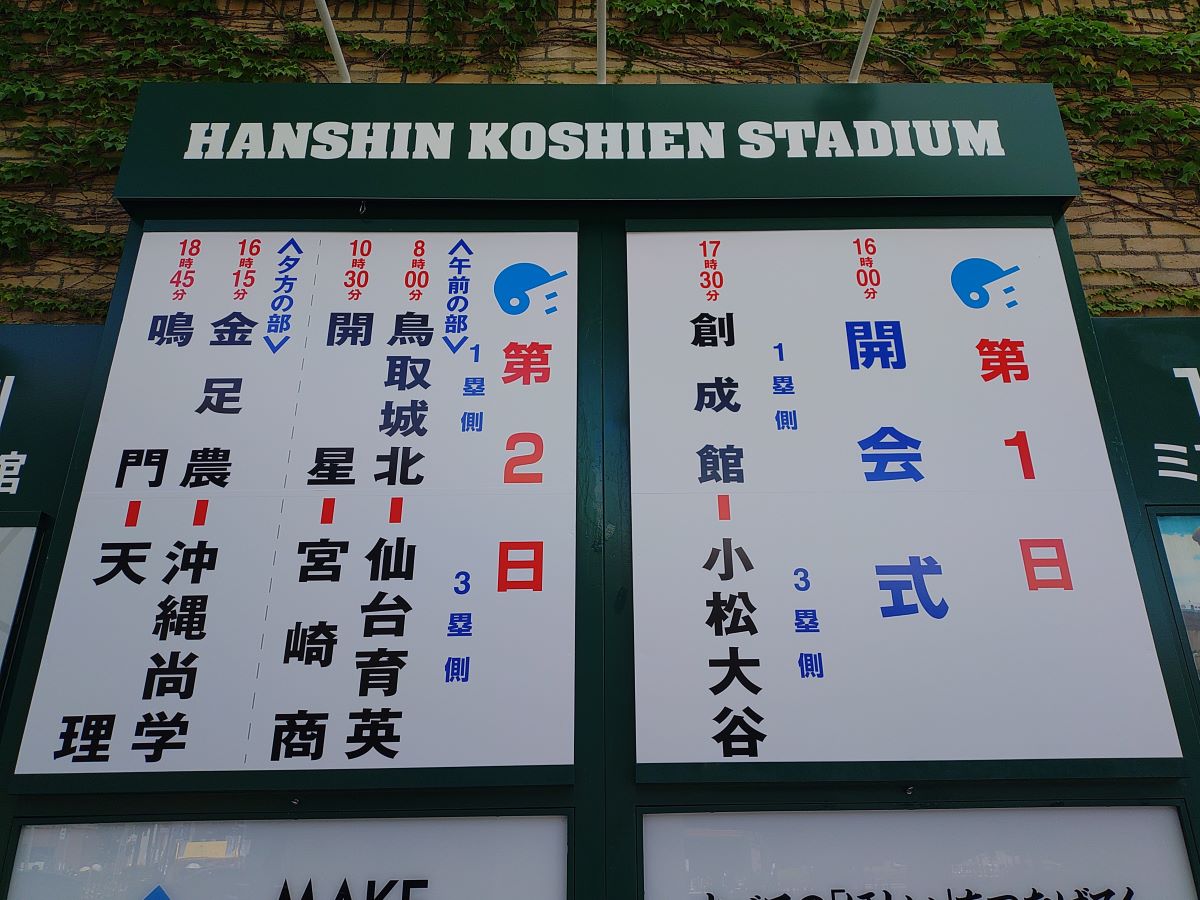 HANSHIN KOSHIEN STADIUM
第1日
16時00分
開会式
1塁側
3塁側
17時30分
創成館
小松大谷
第2日
1塁側
3塁側
<午前の部>
8時00分
鳥取城北
仙台育英
10時30分
開星
宮崎商
<夕方の部>
16時15分
金足農
沖縄尚学
18時45分
鳴門
天理
館
ミ
MAKE